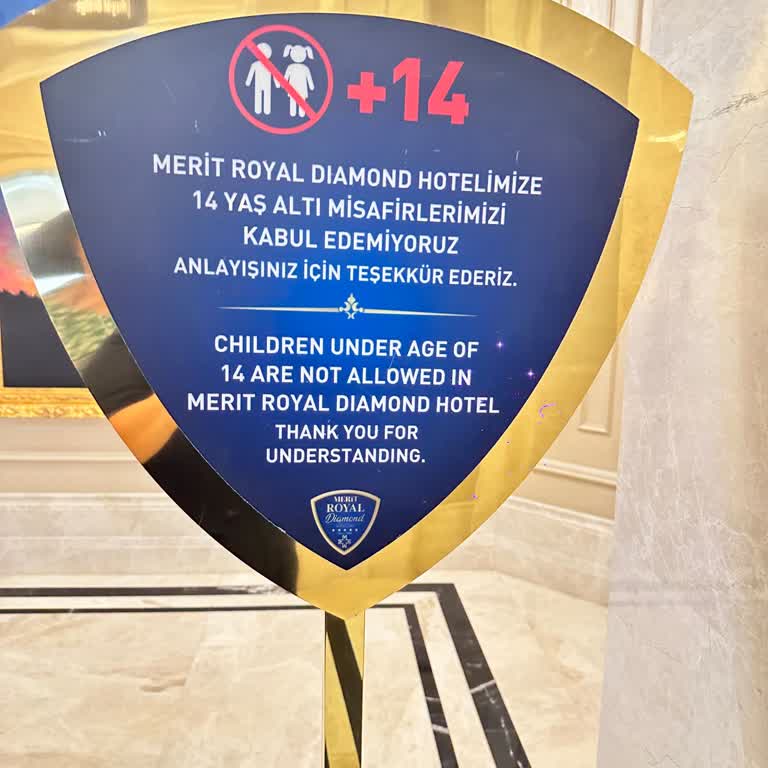 +14
MERİT ROYAL DIAMOND HOTELİMİZE
14 YAŞ ALTI MİSAFİRLERİMİZİ
KABUL EDEMİYORUZ
ANLAYIŞINIZ İÇİN TEŞEKKÜR EDERİZ.
CHILDREN UNDER AGE OF
14 ARE NOT ALLOWED IN
MERIT ROYAL DIAMOND HOTEL
THANK YOU FOR
UNDERSTANDING.
MERIT
ROYAL
Diamond